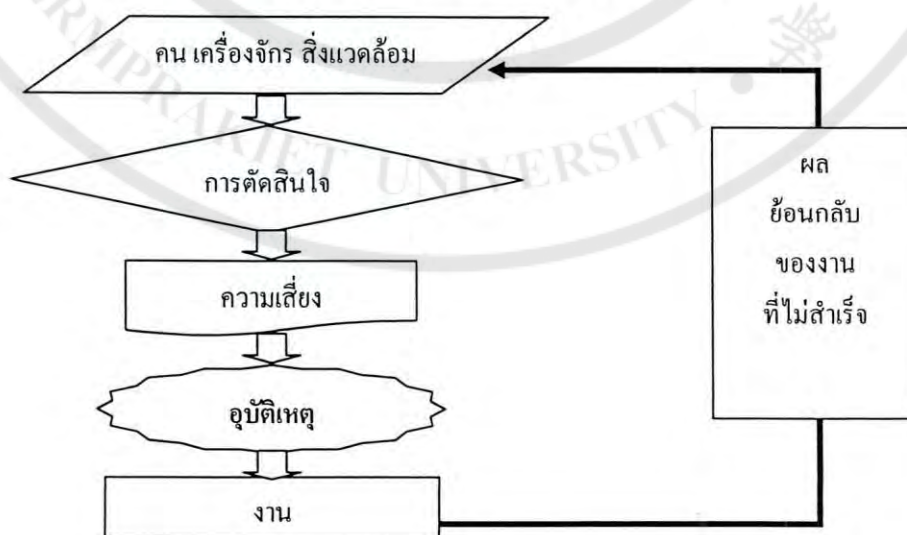 คน เครื่องจักร สิ่งแวดล้อม
การตัดสินใจ
ความเสี่ยง
อุบัติเหตุ
งาน
ผล
ย้อนกลับ
ของงาน
ที่ไม่สำเร็จ
UNIVERSITY